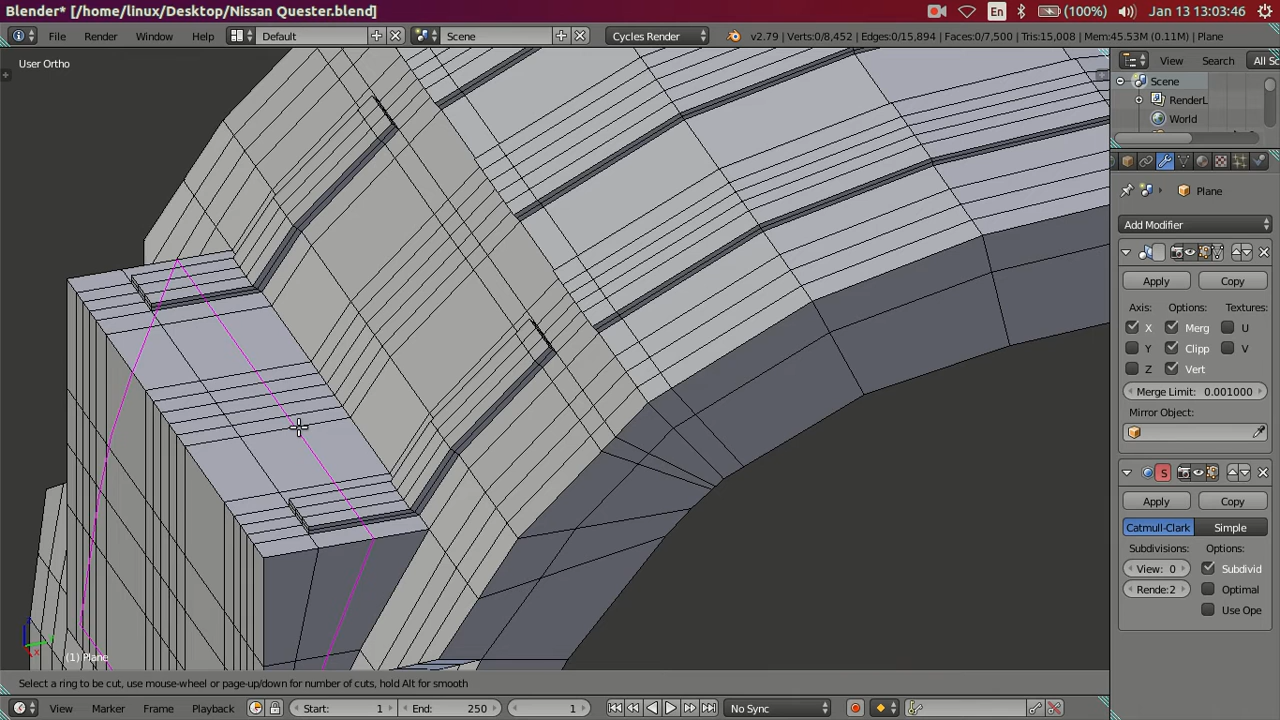 Blender* [/home/linux/Desktop/Nissan Quester.blend] En (100%) Jan 13 13:03:46
File Render Window Help Default Scene Cycles Render v2.79 | Verts:0/8,452 | Edges:0/15,894 | Faces:0/7,500 | Tris:15,008 | Mem:45.53M (0.11M) | Plane
User Ortho
View Search All Sc
Scene
RenderL
World
Plane
Add Modifier
Apply Copy
Axis: Options: Textures:
X Merg U
Y Clipp V
Z Vert
Merge Limit: 0.001000
Mirror Object:
S
Apply Copy
Catmull-Clark Simple
Subdivisions: Options:
View: 0 Subdivid
Rende:2 Optimal
Use Ope
x
(1) Plane
Select a ring to be cut, use mouse-wheel or page-up/down for number of cuts, hold Alt for smooth
View Marker Frame Playback Start: 1 End: 250 1 No Sync